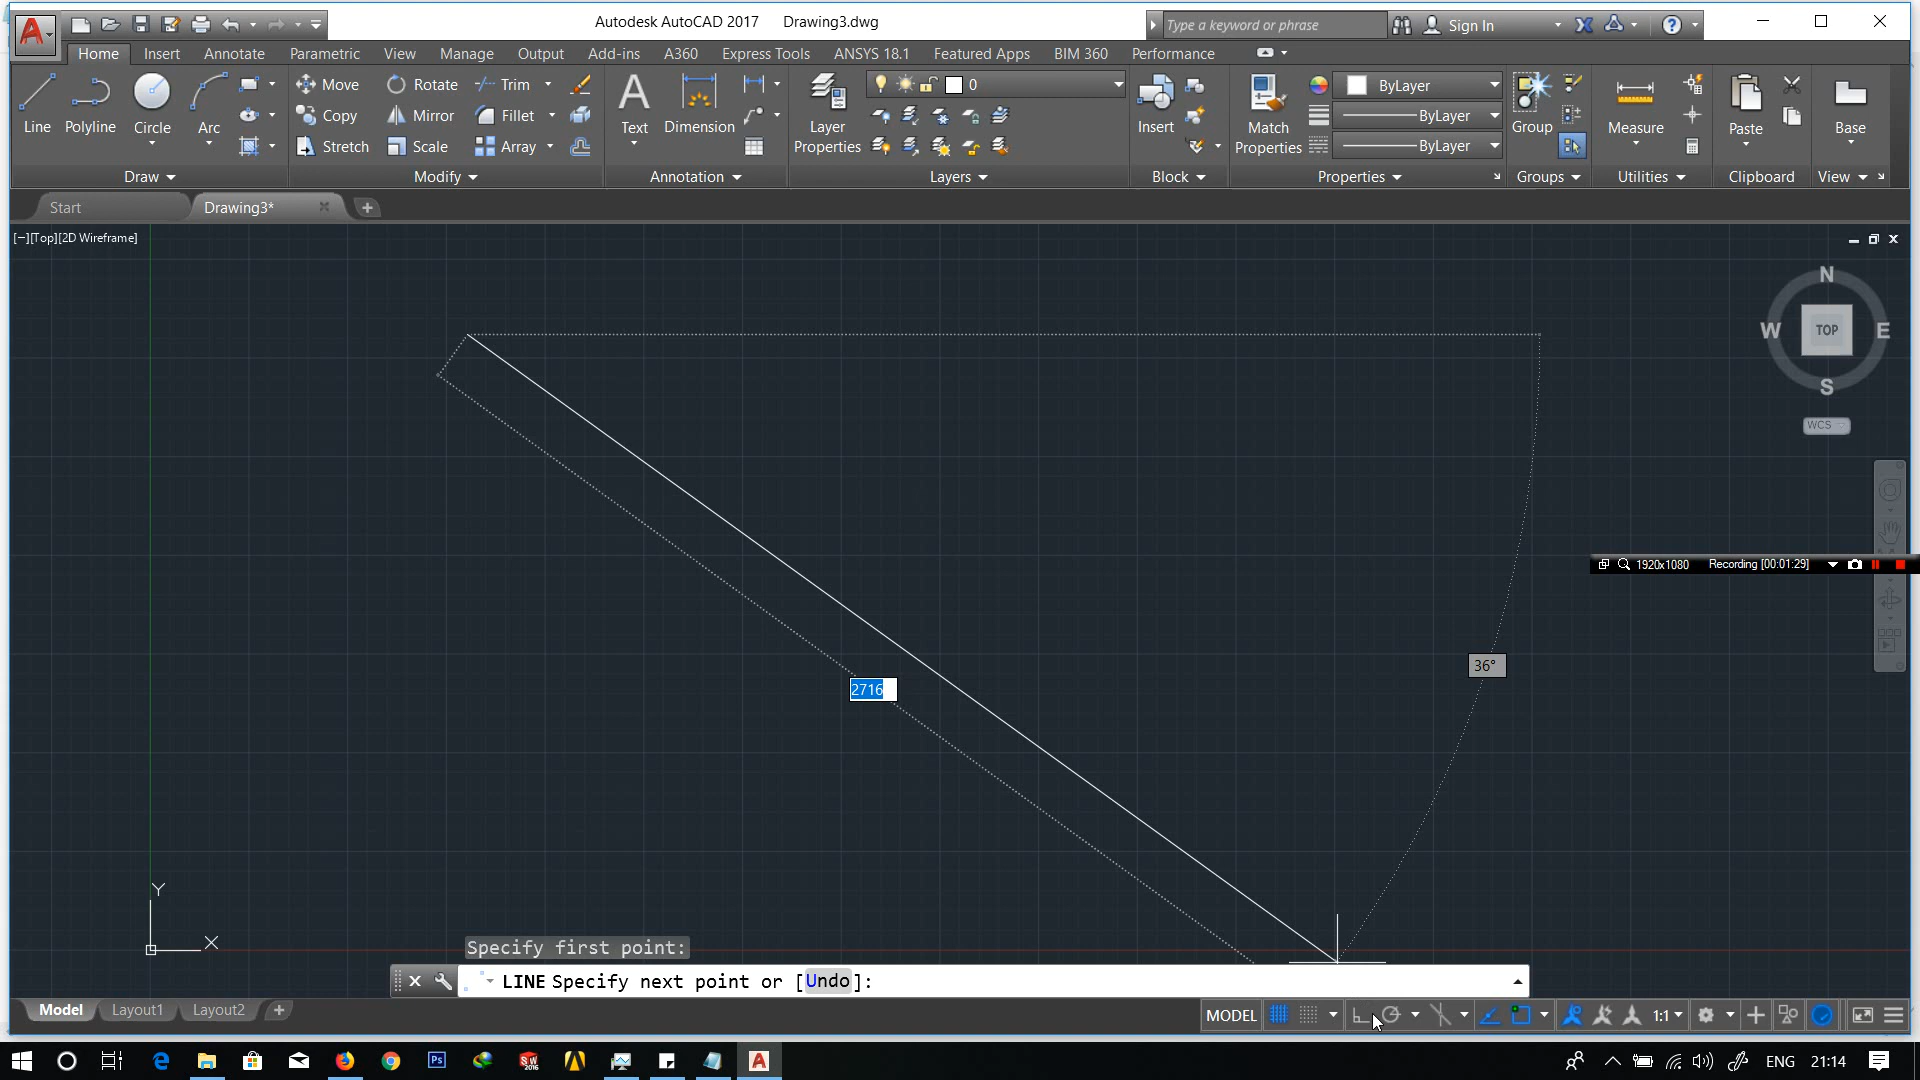 Autodesk AutoCAD 2017 Drawing3.dwg
Type a keyword or phrase
Sign In
Home Insert Annotate Parametric View Manage Output Add-ins A360 Express Tools ANSYS 18.1 Featured Apps BIM 360 Performance
Line Polyline Circle Arc
Move Rotate Trim
Copy Mirror Fillet
Stretch Scale Array
Text Dimension
Layer Properties
0
Insert
Match Properties
ByLayer
ByLayer
ByLayer
Group
Measure
Paste
Base
Draw Modify Annotation Layers Block Properties Groups Utilities Clipboard View
Start Drawing3*
[−][Top][2D Wireframe]
N
W TOP E
S
WCS
1920x1080 Recording [00:01:29]
36°
2716
Y
X
Specify first point:
LINE Specify next point or [Undo]:
Model Layout1 Layout2
MODEL 1:1
Ps
SW
2016
ENG 21:14